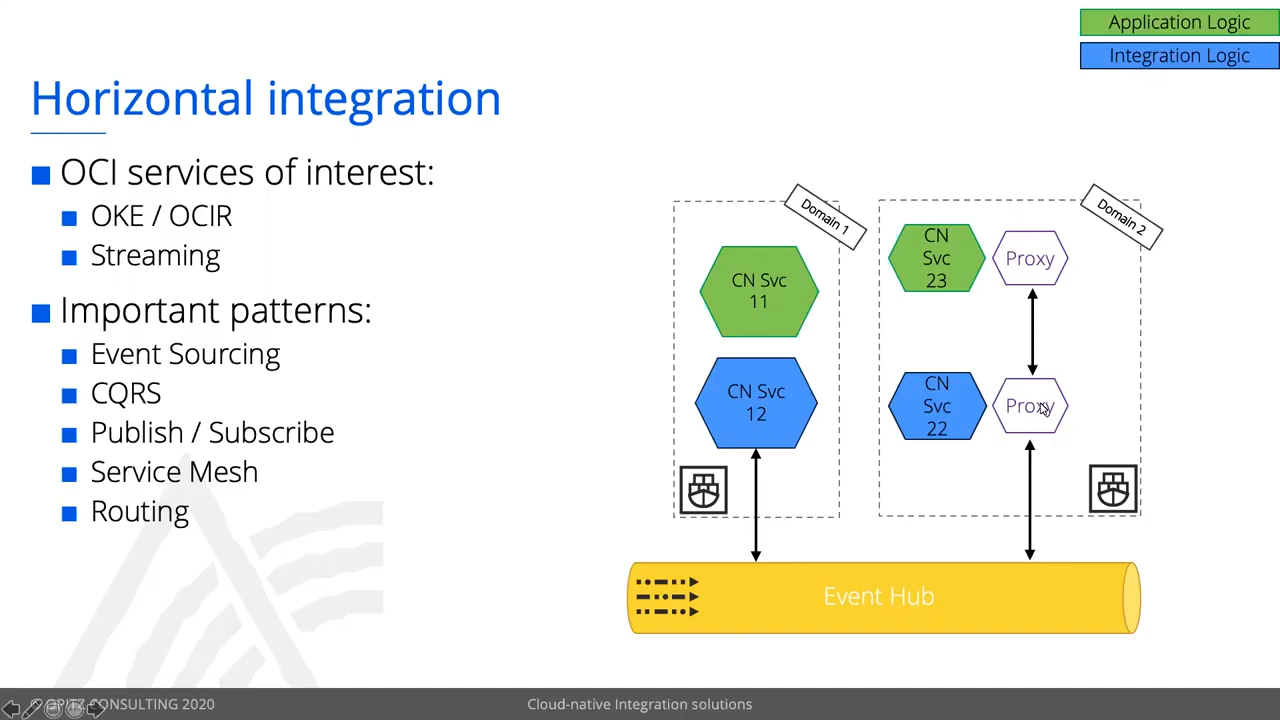 Application Logic
Integration Logic
Horizontal integration
OCI services of interest:
OKE / OCIR
Streaming
Important patterns:
Event Sourcing
CQRS
Publish / Subscribe
Service Mesh
Routing
Domain 1
CN Svc
11
CN Svc
12
Domain 2
CN
Svc
23
Proxy
CN
Svc
22
Proxy
Event Hub
© OPITZ CONSULTING 2020
Cloud-native Integration solutions